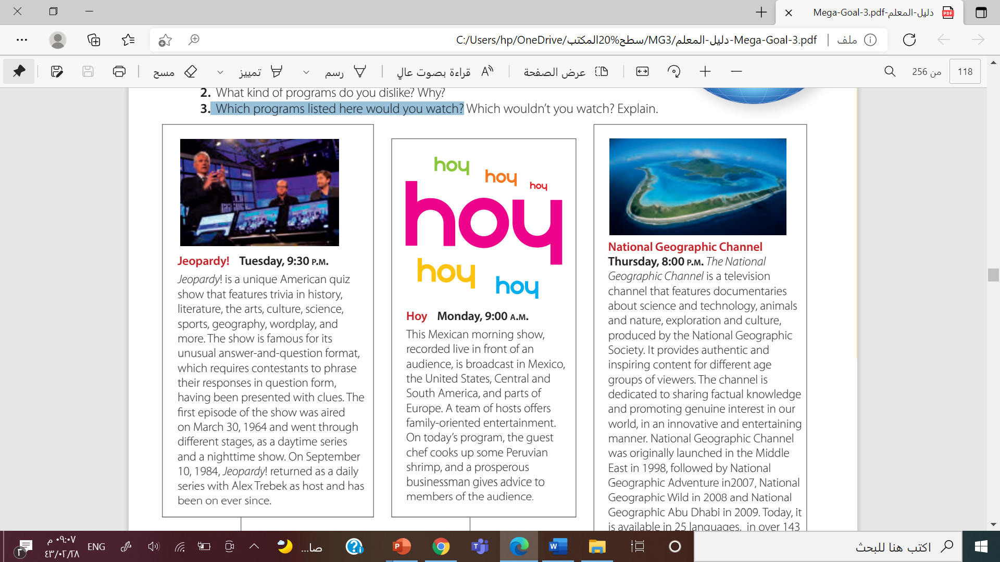 دليل-المعلم-Mega-Goal-3.pdf
ملف
C:/Users/hp/OneDrive/سطح%20المكتب/MG3/دليل-المعلم-Mega-Goal-3.pdf
118
من 256
عرض الصفحة
قراءة بصوت عالٍ
رسم
تمييز
مسح
2. What kind of programs do you dislike? Why?
3. Which programs listed here would you watch? Which wouldn't you watch? Explain.
Jeopardy! Tuesday, 9:30 P.M.
Jeopardy! is a unique American quiz
show that features trivia in history,
literature, the arts, culture, science,
sports, geography, wordplay, and
more. The show is famous for its
unusual answer-and-question format,
which requires contestants to phrase
their responses in question form,
having been presented with clues. The
first episode of the show was aired
on March 30, 1964 and went through
different stages, as a daytime series
and a nighttime show. On September
10, 1984, Jeopardy! returned as a daily
series with Alex Trebek as host and has
been on ever since.
hoy
hoy
hoy
hoy
hoy
hoy
Hoy Monday, 9:00 A.M.
This Mexican morning show,
recorded live in front of an
audience, is broadcast in Mexico,
the United States, Central and
South America, and parts of
Europe. A team of hosts offers
family-oriented entertainment.
On today's program, the guest
chef cooks up some Peruvian
shrimp, and a prosperous
businessman gives advice to
members of the audience.
National Geographic Channel
Thursday, 8:00 P.M. The National
Geographic Channel is a television
channel that features documentaries
about science and technology, animals
and nature, exploration and culture,
produced by the National Geographic
Society. It provides authentic and
inspiring content for different age
groups of viewers. The channel is
dedicated to sharing factual knowledge
and promoting genuine interest in our
world, in an innovative and entertaining
manner. National Geographic Channel
was originally launched in the Middle
East in 1998, followed by National
Geographic Adventure in2007, National
Geographic Wild in 2008 and National
Geographic Abu Dhabi in 2009. Today, it
is available in 25 languages, in over 143
اكتب هنا للبحث
صا...
ENG
٠٩:٠٧ م
٤٣/٠٢/٢٨
٣